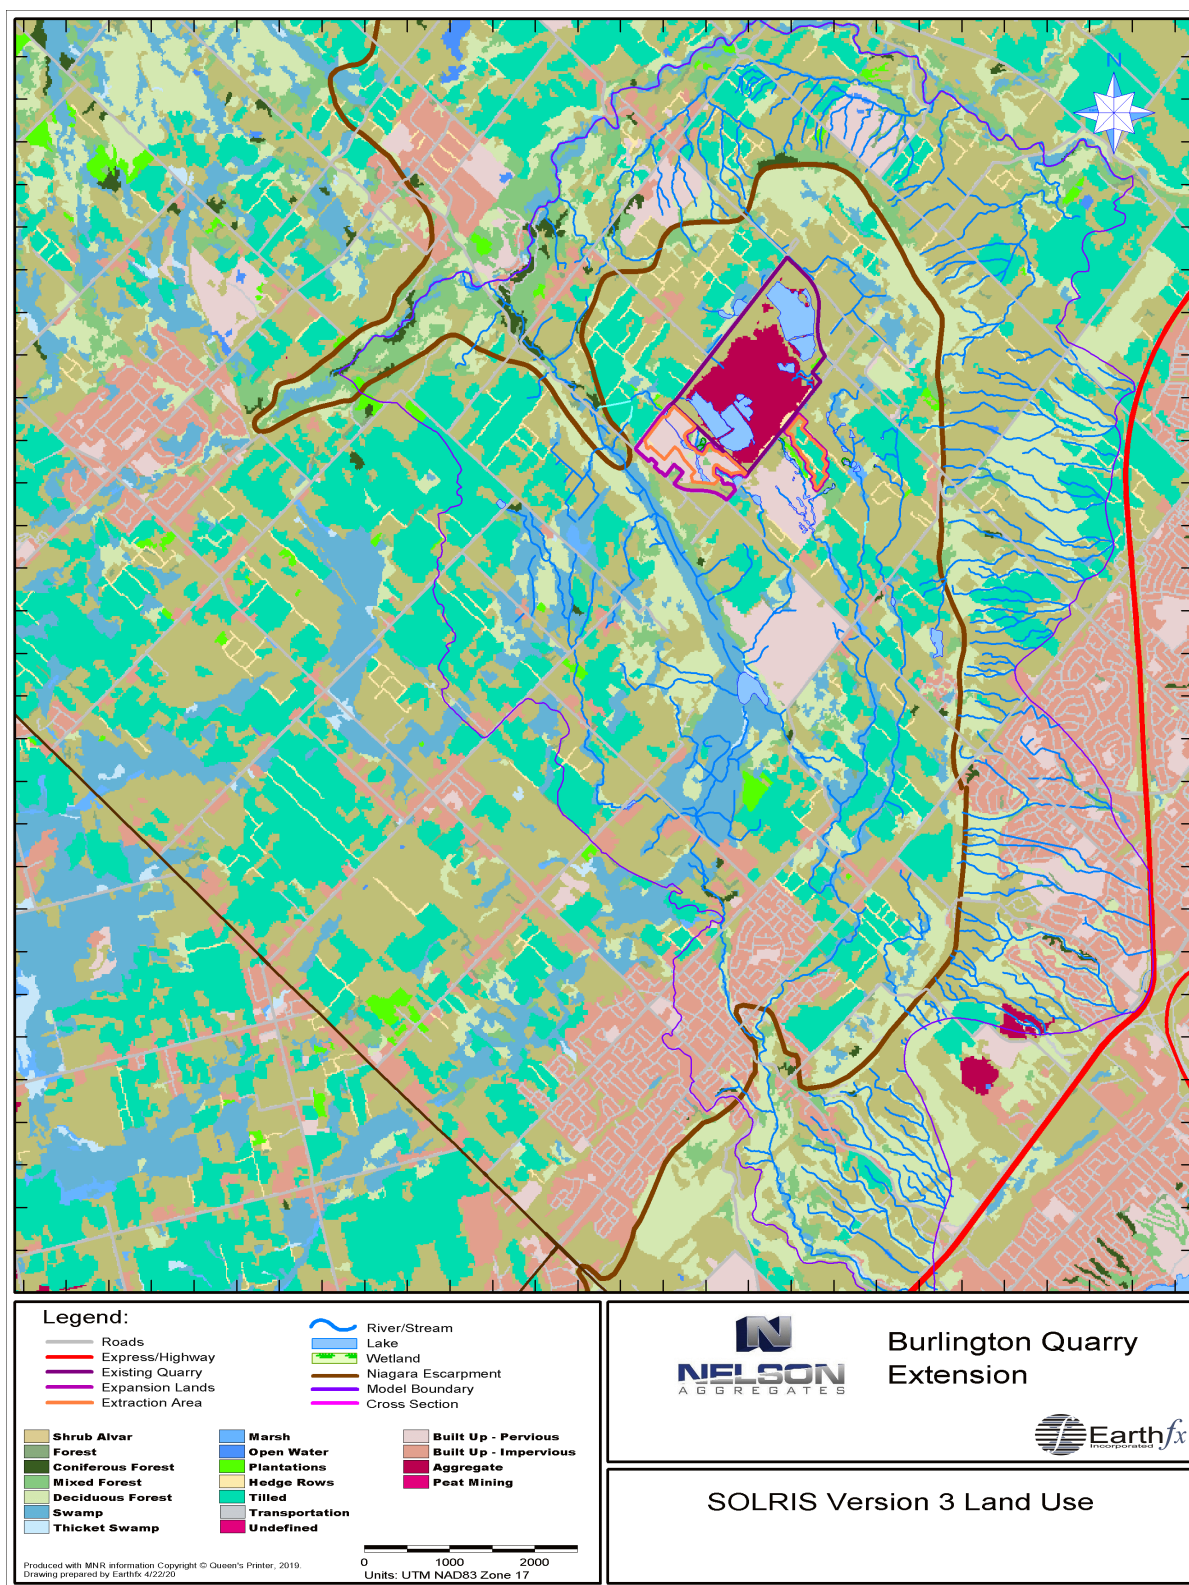 N
Legend:
Roads
Express/Highway
Existing Quarry
Expansion Lands
Extraction Area
River/Stream
Lake
Wetland
Niagara Escarpment
Model Boundary
Cross Section
Shrub Alvar
Forest
Coniferous Forest
Mixed Forest
Deciduous Forest
Swamp
Thicket Swamp
Marsh
Open Water
Plantations
Hedge Rows
Tilled
Transportation
Undefined
Built Up - Pervious
Built Up - Impervious
Aggregate
Peat Mining
0 1000 2000
Units: UTM NAD83 Zone 17
Produced with MNR information Copyright © Queen's Printer, 2019.
Drawing prepared by Earthfx 4/22/20
N
NELSON
AGGREGATES
Burlington Quarry
Extension
Earthfx
Incorporated
SOLRIS Version 3 Land Use